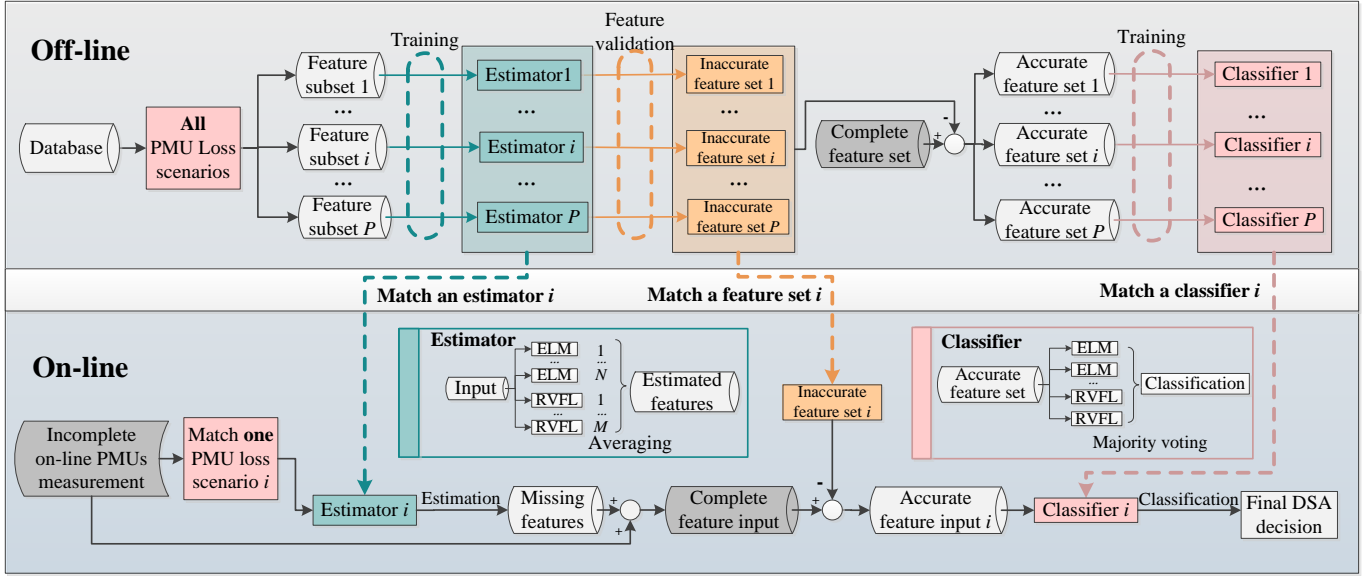 Off-line
Training
Feature
validation
Training
Database
All
PMU Loss
scenarios
Feature
subset 1
...
Feature
subset i
...
Feature
subset P
Estimator1
...
Estimator i
...
Estimator P
Inaccurate
feature set 1
...
Inaccurate
feature set i
...
Inaccurate
feature set P
Complete
feature set
+
-
Accurate
feature set 1
...
Accurate
feature set i
...
Accurate
feature set P
Classifier 1
...
Classifier i
...
Classifier P
Match an estimator i
Match a feature set i
Match a classifier i
On-line
Estimator
Input
ELM 1
... ...
ELM N
RVFL 1
... ...
RVFL M
Estimated
features
Averaging
Inaccurate
feature set i
Classifier
Accurate
feature set
ELM
ELM
...
RVFL
RVFL
Classification
Majority voting
Incomplete
on-line PMUs
measurement
Match one
PMU loss
scenario i
Estimator i
Estimation
Missing
features
+
+
Complete
feature input
+
-
Accurate
feature input i
Classifier i
Classification
Final DSA
decision